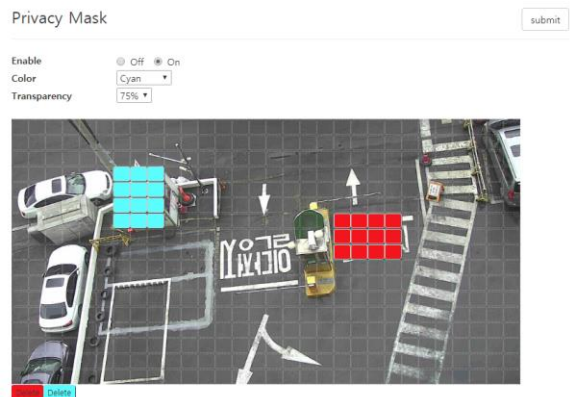 Privacy Mask
submit
Enable Off On
Color Cyan
Transparency 75%
Delete Delete